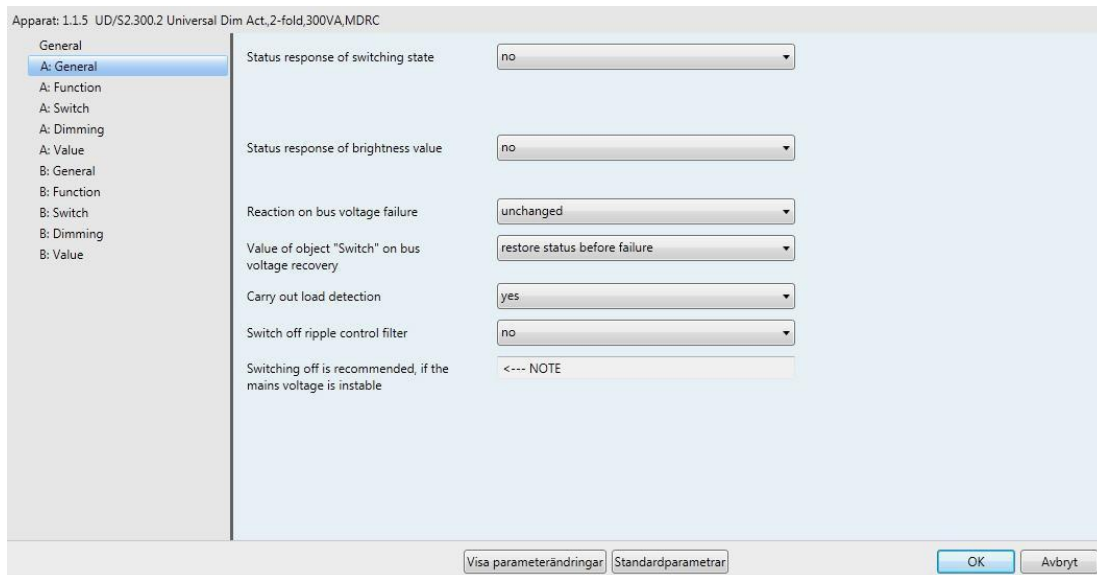 Apparat: 1.1.5 UD/S2.300.2 Universal Dim Act.,2-fold,300VA,MDRC
General
A: General
A: Function
A: Switch
A: Dimming
A: Value
B: General
B: Function
B: Switch
B: Dimming
B: Value
Status response of switching state
no
Status response of brightness value
no
Reaction on bus voltage failure
unchanged
Value of object "Switch" on bus
voltage recovery
restore status before failure
Carry out load detection
yes
Switch off ripple control filter
no
Switching off is recommended, if the
mains voltage is instable
<--- NOTE
Visa parameterändringar
Standardparametrar
OK
Avbryt